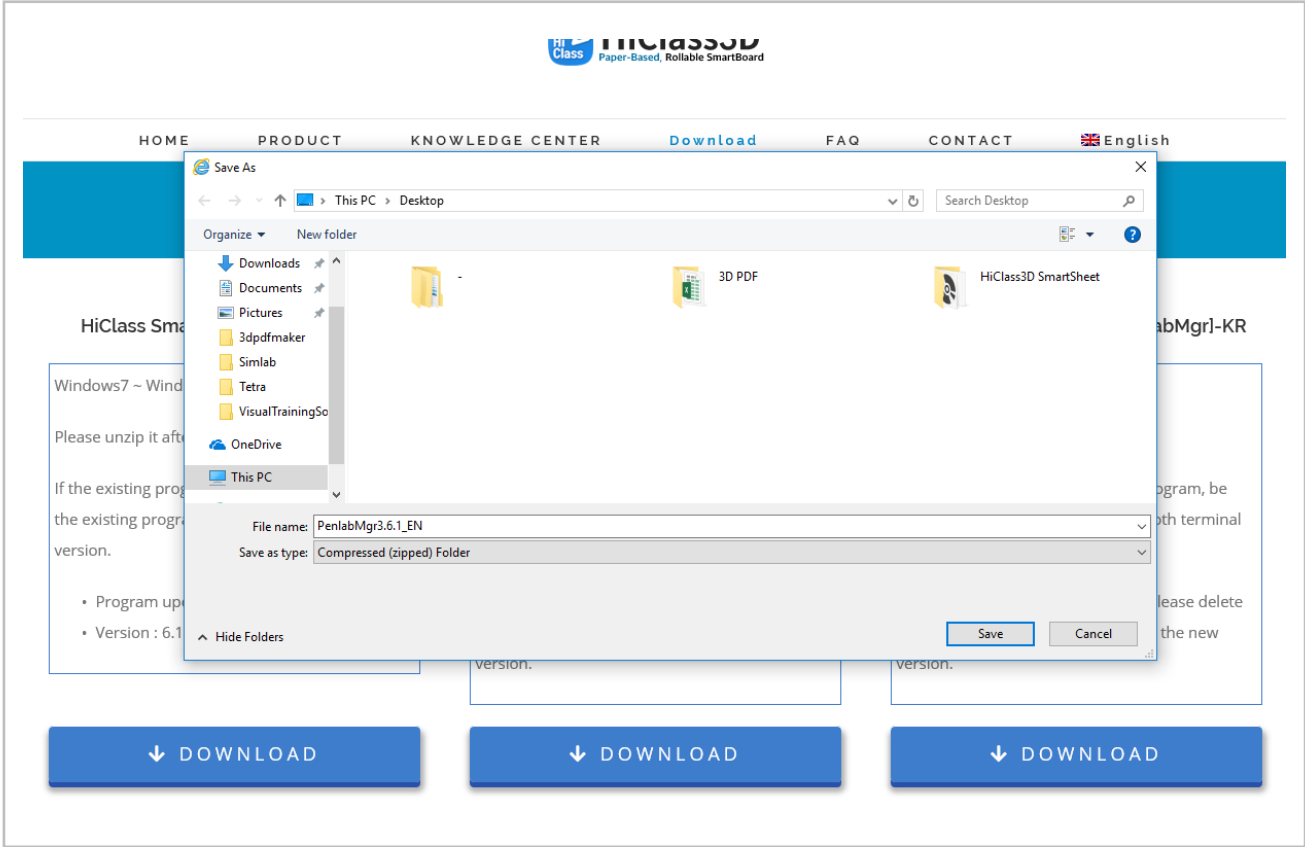 Hi
Class
HiClass3D
Paper-Based, Rollable SmartBoard
HOME PRODUCT KNOWLEDGE CENTER Download FAQ CONTACT English
Save As
This PC > Desktop
Search Desktop
Organize New folder
Downloads
Documents
Pictures
3dpdfmaker
Simlab
Tetra
VisualTrainingSo
OneDrive
This PC
-
3D PDF
HiClass3D SmartSheet
File name: PenlabMgr3.6.1_EN
Save as type: Compressed (zipped) Folder
Hide Folders
Save Cancel
HiClass Sma
Windows7 ~ Wind
Please unzip it afte
If the existing prog
the existing progra
version.
• Program upd
• Version : 6.1
version.
abMgr]-KR
ogram, be
oth terminal
lease delete
the new
version.
DOWNLOAD DOWNLOAD DOWNLOAD